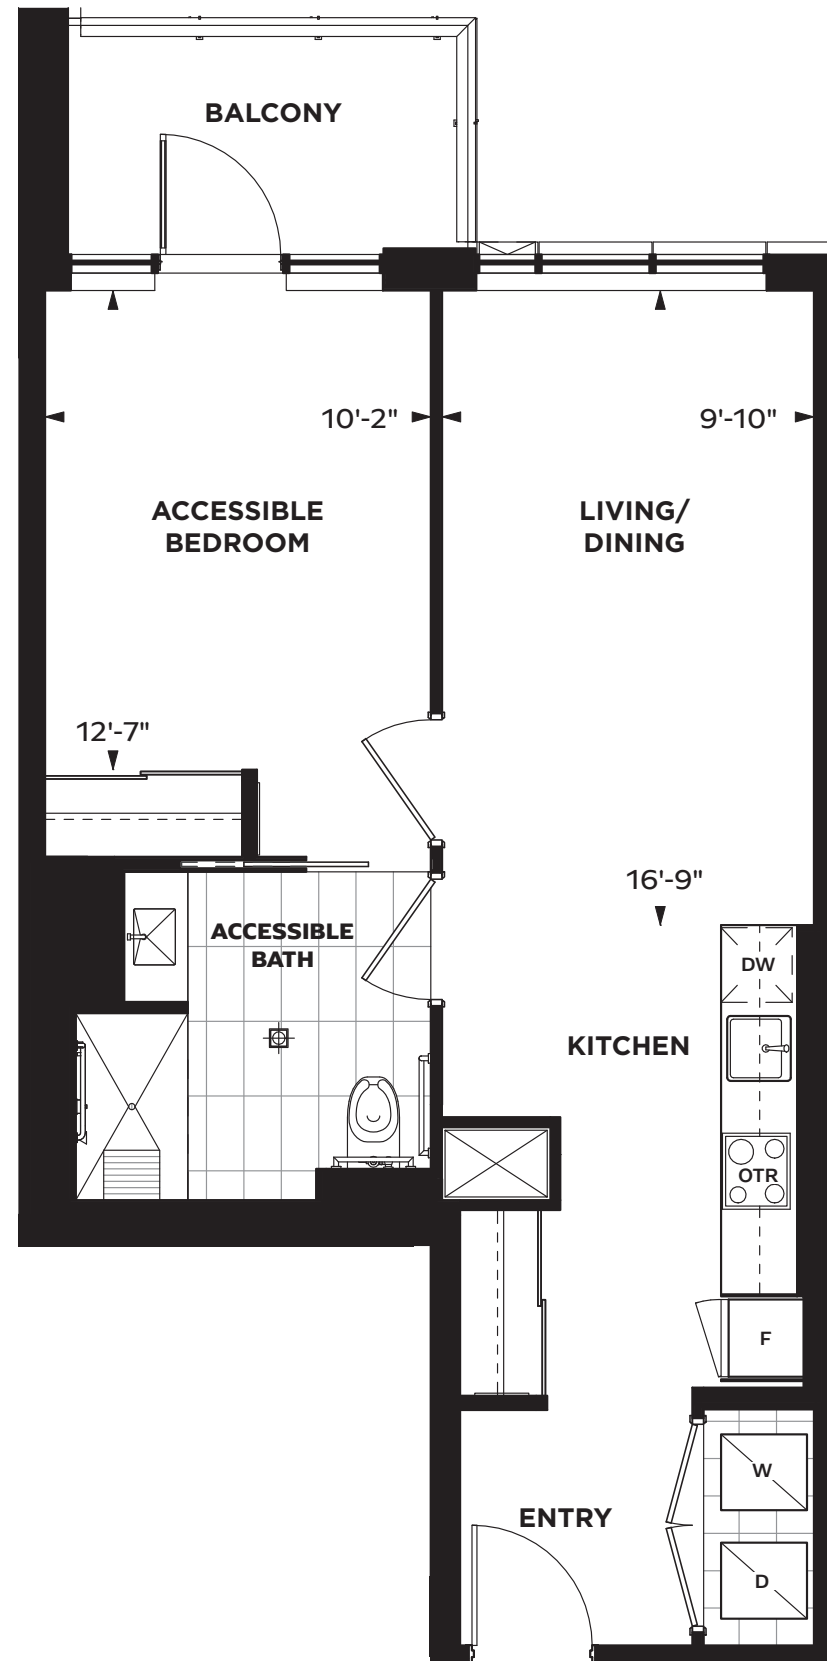 BALCONY
10'-2"
9'-10"
ACCESSIBLE
BEDROOM
LIVING/
DINING
12'-7"
16'-9"
ACCESSIBLE
BATH
DW
KITCHEN
OTR
F
W
ENTRY
D